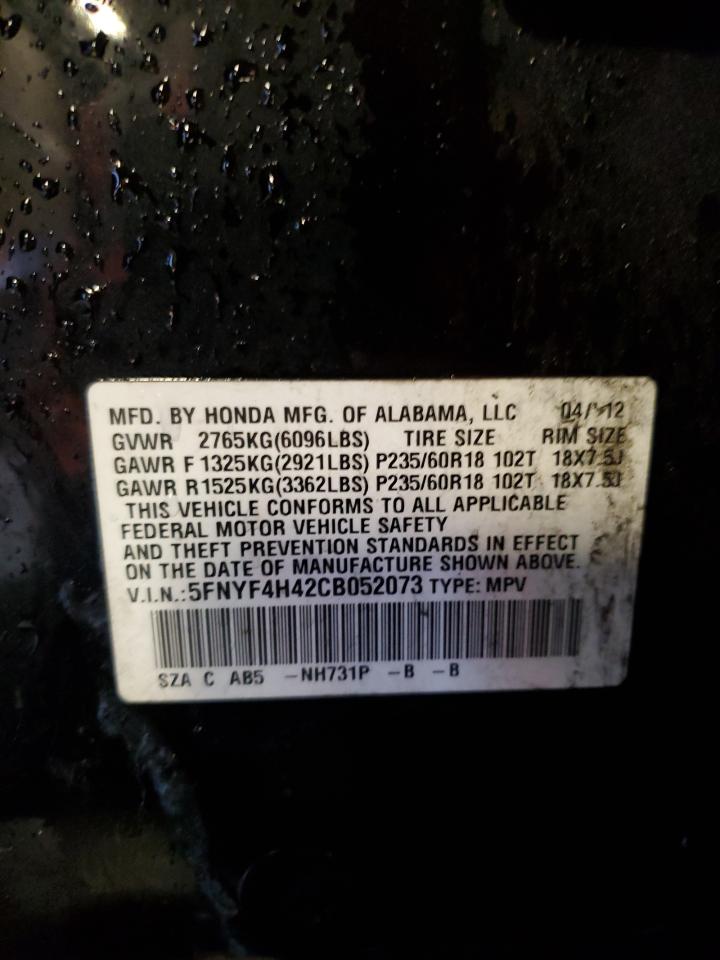 MFD. BY HONDA MFG. OF ALABAMA, LLC 04/12
GVWR 2765KG(6096LBS) TIRE SIZE RIM SIZE
GAWR F 1325KG(2921LBS) P235/60R18 102T 18X7.5J
GAWR R 1525KG(3362LBS) P235/60R18 102T 18X7.5J
THIS VEHICLE CONFORMS TO ALL APPLICABLE
FEDERAL MOTOR VEHICLE SAFETY
AND THEFT PREVENTION STANDARDS IN EFFECT
ON THE DATE OF MANUFACTURE SHOWN ABOVE.
V.I.N.:5FNYF4H42CB052073 TYPE: MPV
SZA C AB5 -NH731P -B -B